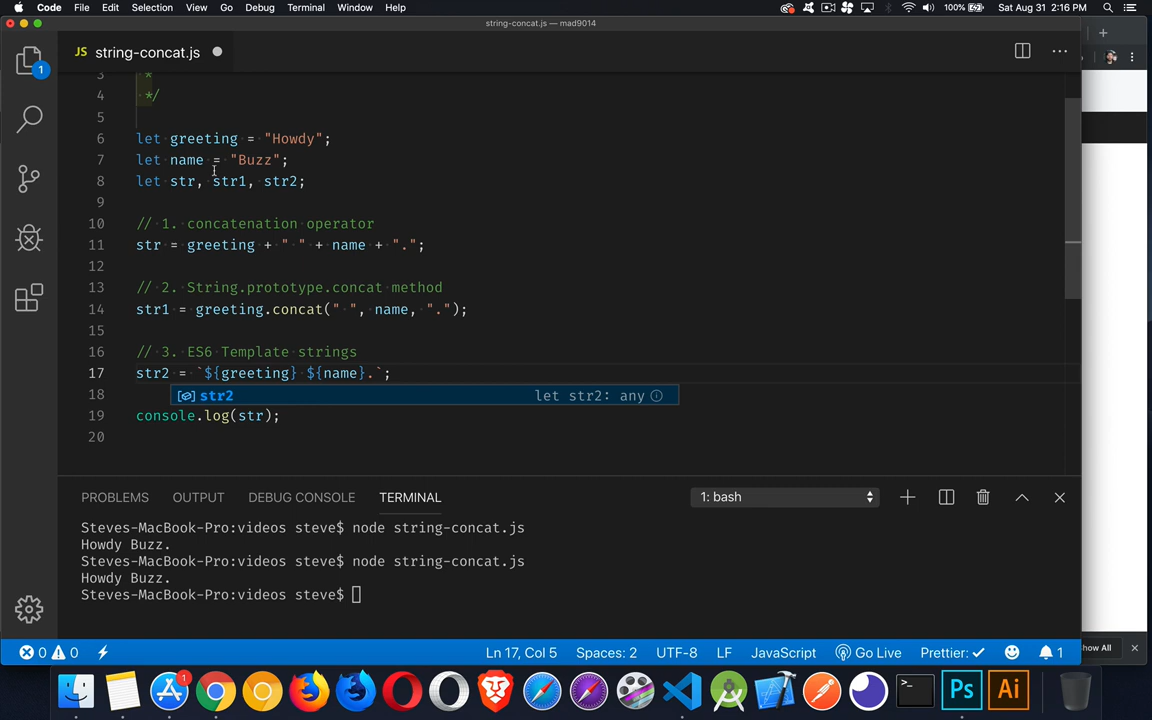 Code File Edit Selection View Go Debug Terminal Window Help 100% Sat Aug 31 2:16 PM
string-concat.js — mad9014
1
JS string-concat.js
3 *
4 */
5
6 let greeting = "Howdy";
7 let name = "Buzz";
8 let str, str1, str2;
9
10 // 1. concatenation operator
11 str = greeting + " " + name + ".";
12
13 // 2. String.prototype.concat method
14 str1 = greeting.concat(" ", name, ".");
15
16 // 3. ES6 Template strings
17 str2 = `${greeting} ${name}.`;
18 str2 let str2: any
19 console.log(str);
20
PROBLEMS OUTPUT DEBUG CONSOLE TERMINAL 1: bash
Steves-MacBook-Pro:videos steve$ node string-concat.js
Howdy Buzz.
Steves-MacBook-Pro:videos steve$ node string-concat.js
Howdy Buzz.
Steves-MacBook-Pro:videos steve$
0 0 Ln 17, Col 5 Spaces: 2 UTF-8 LF JavaScript Go Live Prettier: ✓ 1 how All
1 >_ Ps Ai